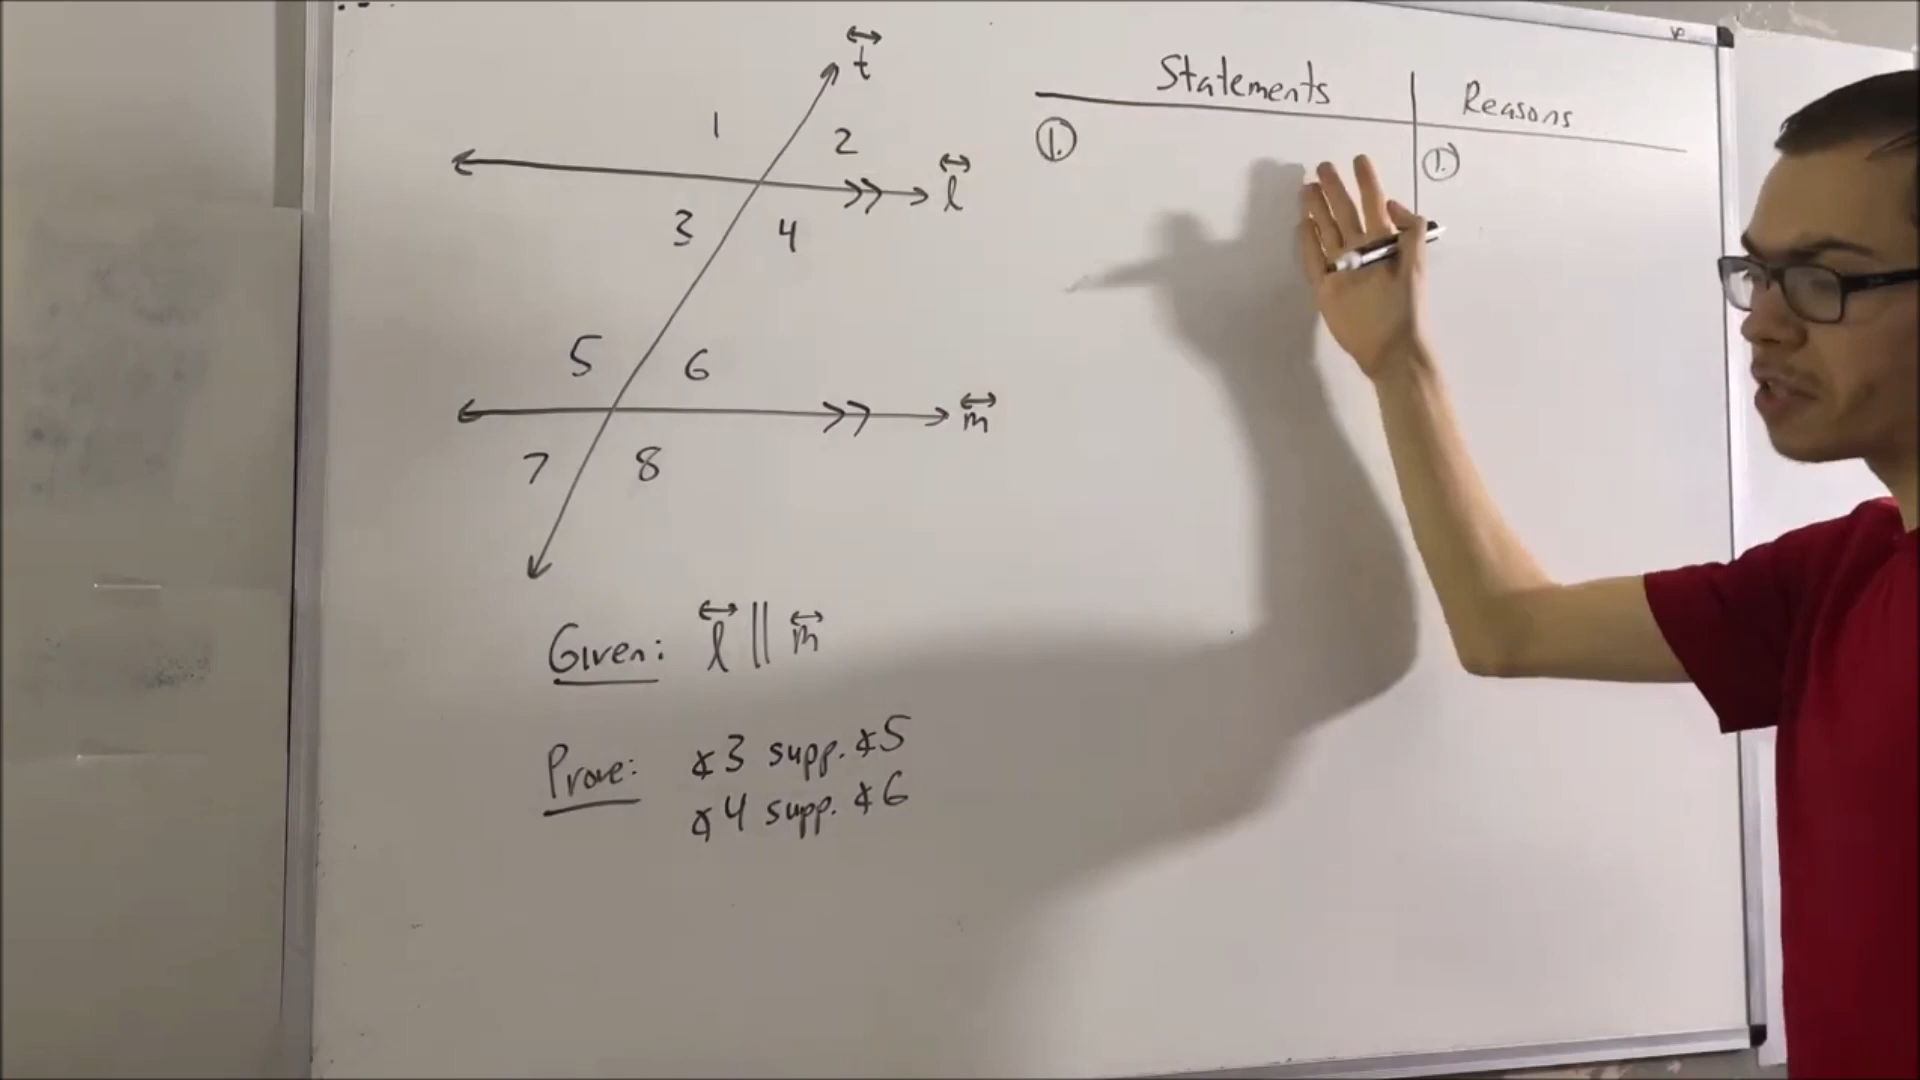 t
1
2
l
3
4
5
6
m
7
8
Given: l || m
Prove: ∡3 supp. ∡5
∡4 supp. ∡6
Statements
Reasons
1.
1.